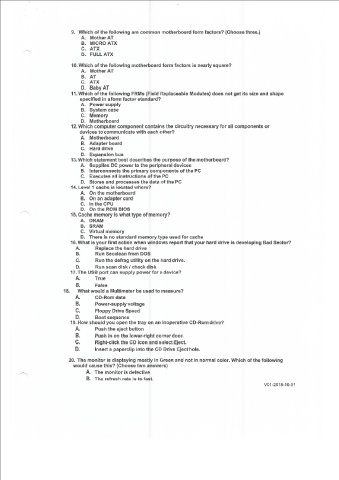 9. Which of the following are common motherboard form factors? (Choose three.)
A. Mother AT
B. MICRO ATX
C. ATX
D. FULL ATX
10. Which of the following motherboard form factors is nearly square?
A. Mother AT
B. AT
C. ATX
D. Baby AT
11. Which of the following FRMs (Field Replaceable Modules) does not get its size and shape
specified in a form factor standard?
A. Power supply
B. System case
C. Memory
D. Motherboard
12. Which computer component contains the circuitry necessary for all components or
devices to communicate with each other?
A. Motherboard
B. Adapter board
C. Hard drive
D. Expansion bus
13. Which statement best describes the purpose of the motherboard?
A. Supplies DC power to the peripheral devices
B. Interconnects the primary components of the PC
C. Executes all instructions of the PC
D. Stores and processes the data of the PC
14. Level 1 cache is located where?
A. On the motherboard
B. On an adapter card
C. In the CPU
D. On the ROM BIOS
15. Cache memory is what type of memory?
A. DRAM
B. SRAM
C. Virtual memory
D. There is no standard memory type used for cache
16. What is your first action when windows report that your hard drive is developing Bad Sector?
A. Replace the hard drive
B. Run Scandisk from DOS
C. Run the defrag utility on the hard drive.
D. Run scan disk / check disk
17. The USB port can supply power for a device?
A. True
B. False
18. What would a Multimeter be used to measure?
A. CD-Rom data
B. Power-supply voltage
C. Floppy Drive Speed
D. Boot sequence
19. How should you open the tray on an inoperative CD-Rom drive?
A. Push the eject button
B. Push in on the lower-right corner door.
C. Right-click the CD icon and select Eject.
D. Insert a paperclip into the CD Drive Eject hole.
20. The monitor is displaying mostly in Green and not in normal color. Which of the following
would cause this? (Choose two answers)
A. The monitor is defective
B. The refresh rate is to fast.